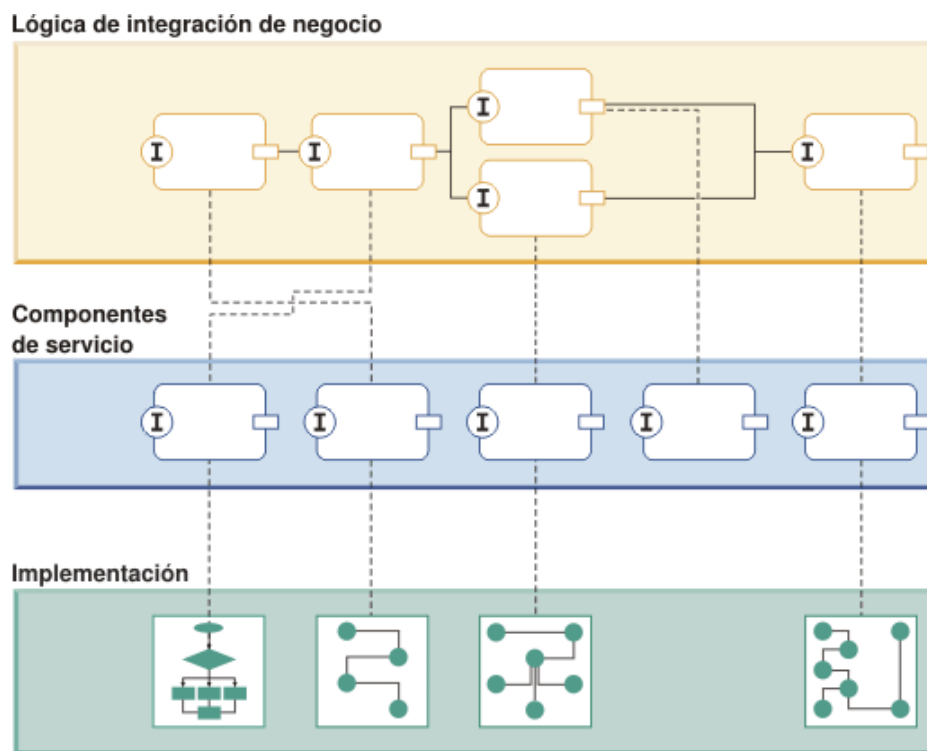 Lógica de integración de negocio
I
I
I
I
I
Componentes
de servicio
I
I
I
I
I
Implementación